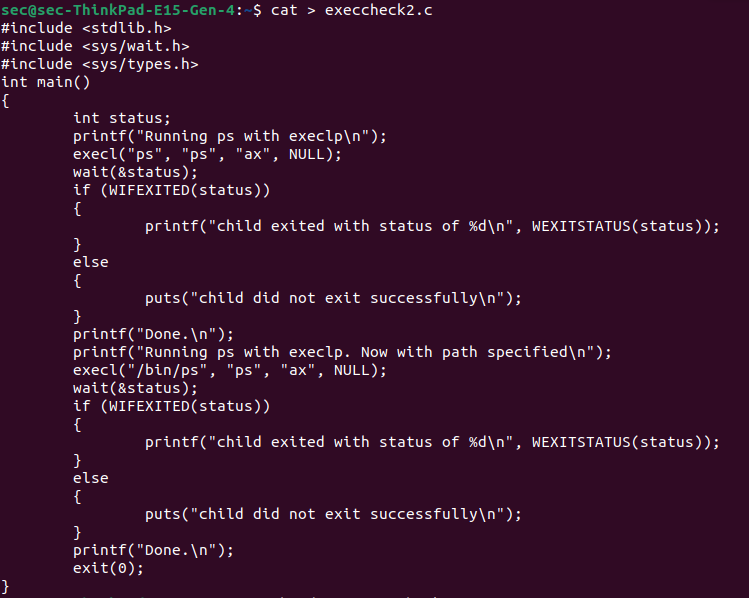 sec@sec-ThinkPad-E15-Gen-4:~$ cat > execcheck2.c
#include <stdlib.h>
#include <sys/wait.h>
#include <sys/types.h>
int main()
{
        int status;
        printf("Running ps with execlp\n");
        execl("ps", "ps", "ax", NULL);
        wait(&status);
        if (WIFEXITED(status))
        {
                printf("child exited with status of %d\n", WEXITSTATUS(status));
        }
        else
        {
                puts("child did not exit successfully\n");
        }
        printf("Done.\n");
        printf("Running ps with execlp. Now with path specified\n");
        execl("/bin/ps", "ps", "ax", NULL);
        wait(&status);
        if (WIFEXITED(status))
        {
                printf("child exited with status of %d\n", WEXITSTATUS(status));
        }
        else
        {
                puts("child did not exit successfully\n");
        }
        printf("Done.\n");
        exit(0);
}